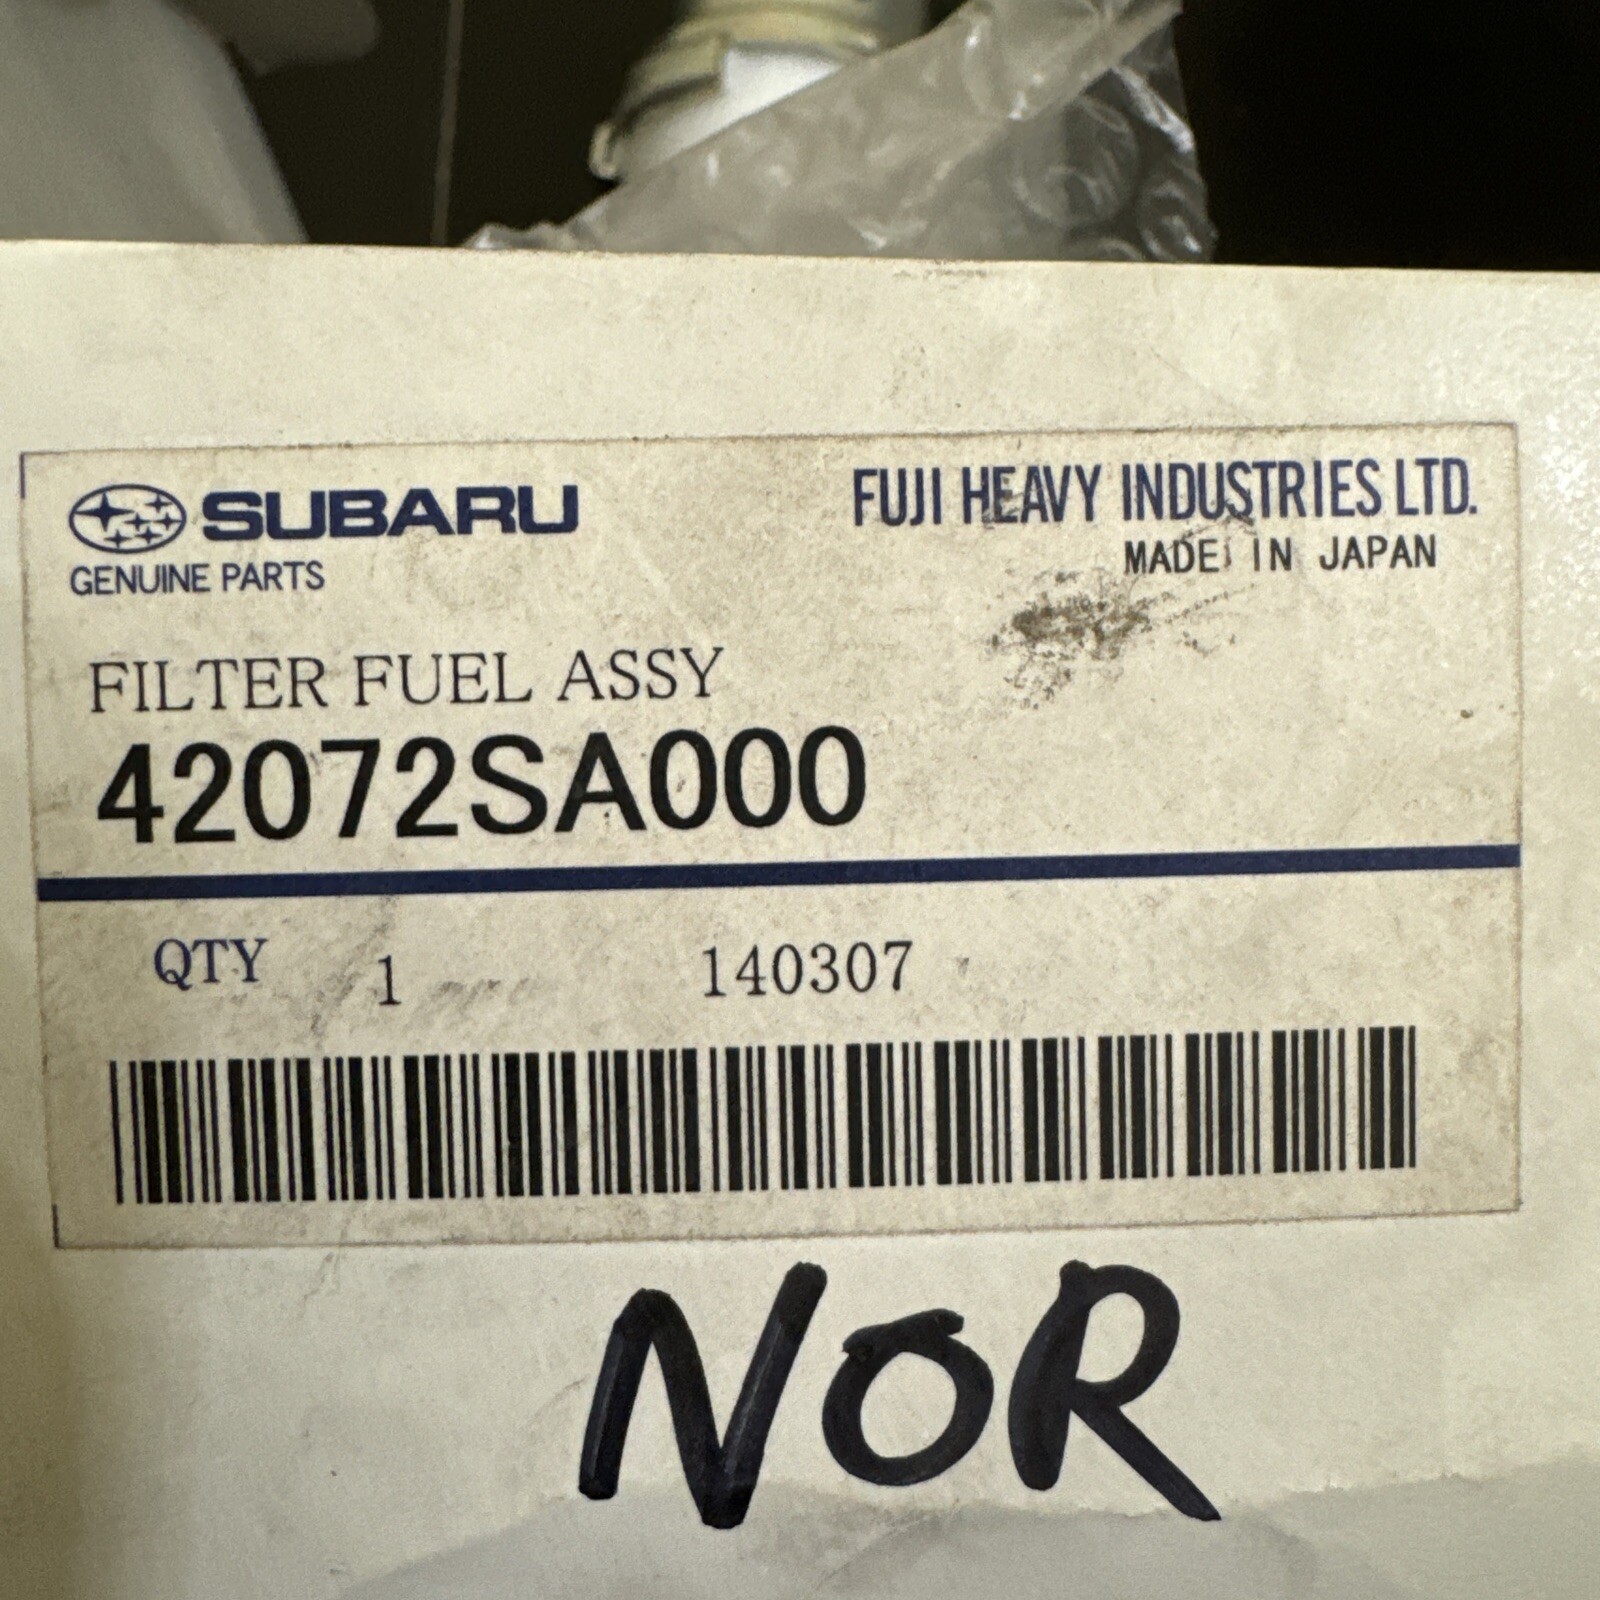 SUBARU
FUJI HEAVY INDUSTRIES LTD.
GENUINE PARTS
MADE IN JAPAN
FILTER FUEL ASSY
42072SA000
QTY 1 140307
NOR